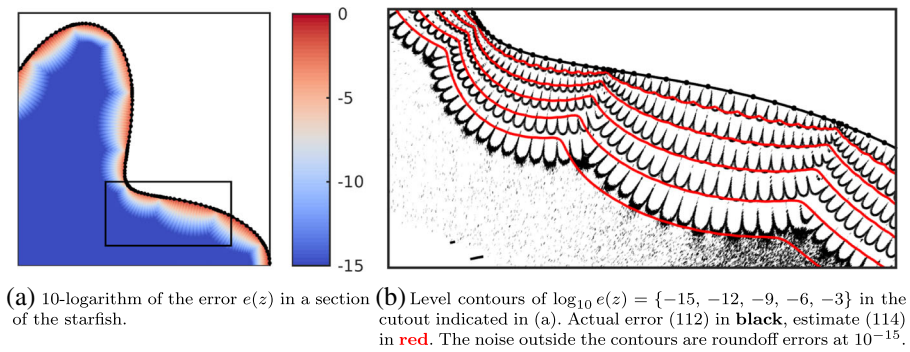 0
-5
-10
-15
(a) 10-logarithm of the error e(z) in a section
of the starfish.
(b) Level contours of log₁₀ e(z) = {−15, −12, −9, −6, −3} in the
cutout indicated in (a). Actual error (112) in black, estimate (114)
in red. The noise outside the contours are roundoff errors at 10⁻¹⁵.